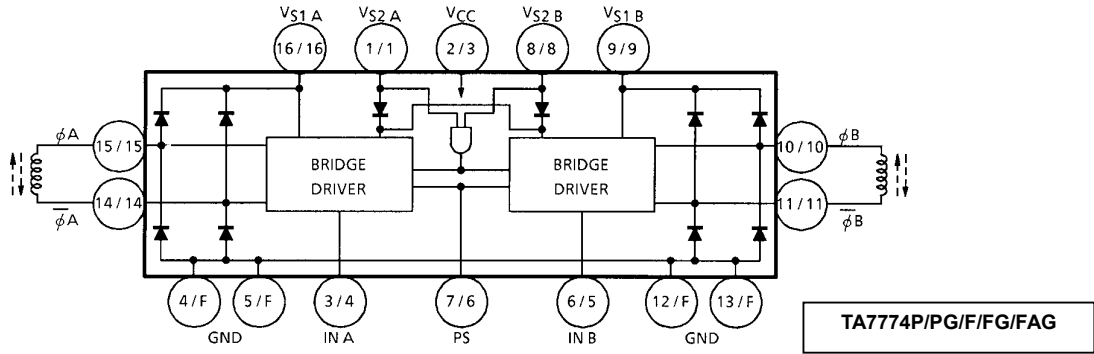 VS1 A VS2 A VCC VS2 B VS1 B
16 / 16 1 / 1 2 / 3 8 / 8 9 / 9
ϕA ϕB
15 / 15 10 / 10
BRIDGE DRIVER
BRIDGE DRIVER
14 / 14 11 / 11
ϕ̅A ϕ̅B
4 / F 5 / F 3 / 4 7 / 6 6 / 5 12 / F 13 / F
GND IN A PS IN B GND
TA7774P/PG/F/FG/FAG